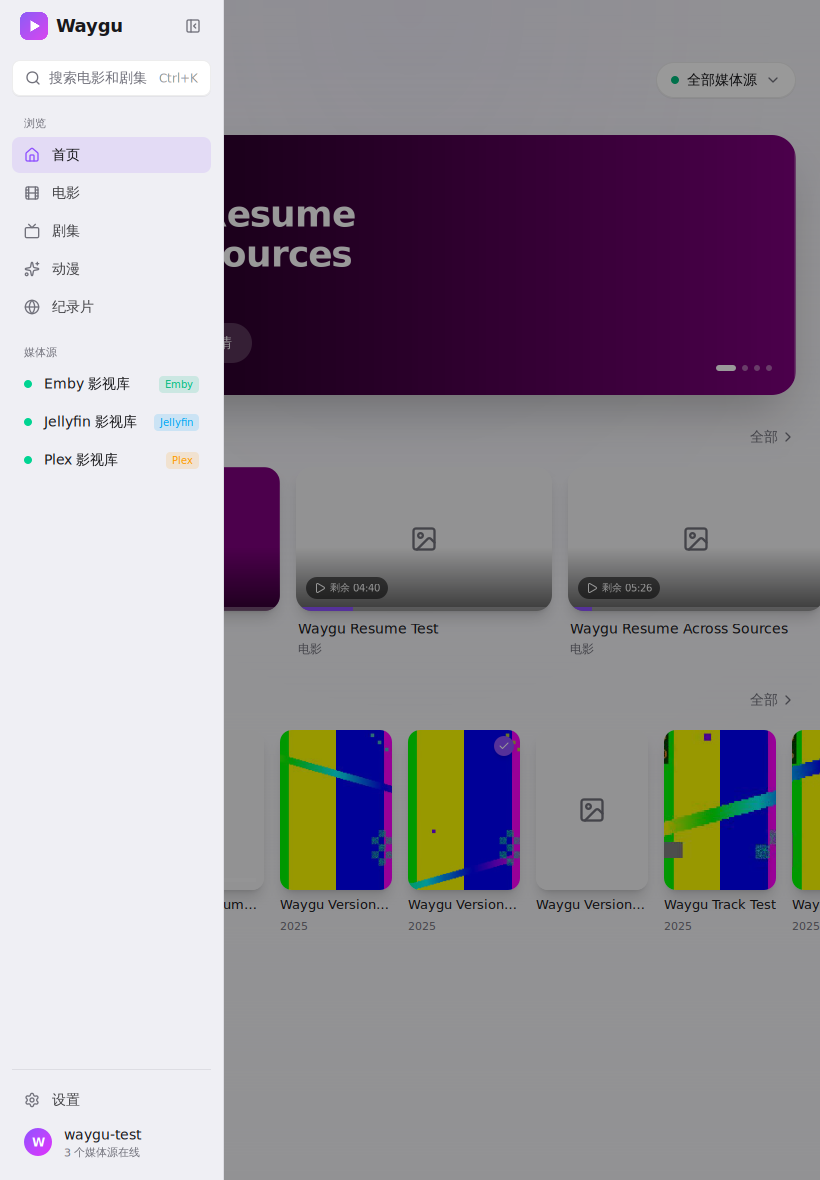 Waygu
搜索电影和剧集 Ctrl+K
浏览
首页
电影
剧集
动漫
纪录片
媒体源
Emby 影视库 Emby
Jellyfin 影视库 Jellyfin
Plex 影视库 Plex
设置
W
waygu-test
3 个媒体源在线
全部媒体源
Resume
ources
情
全部
剩余 04:40
剩余 05:26
Waygu Resume Test
电影
Waygu Resume Across Sources
电影
全部
um...
Waygu Version...
2025
Waygu Version...
2025
Waygu Version...
Waygu Track Test
2025
Way
2025